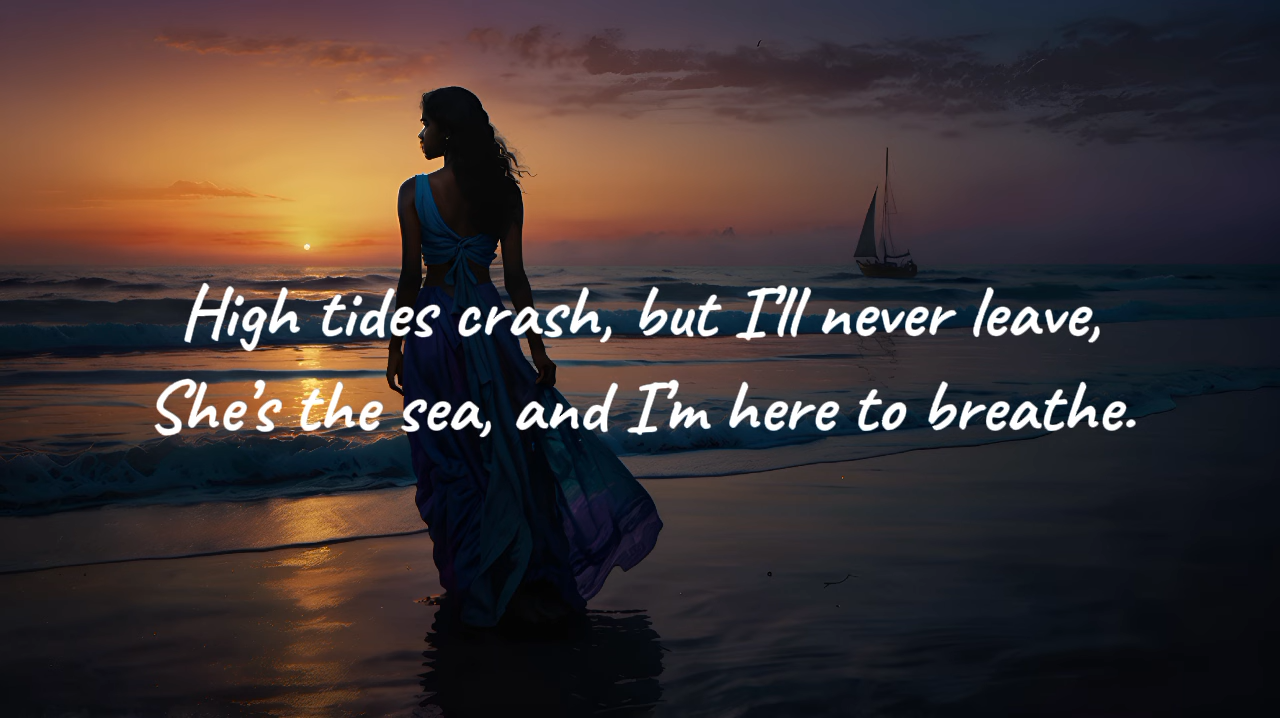 High tides crash, but I'll never leave,
She's the sea, and I'm here to breathe.